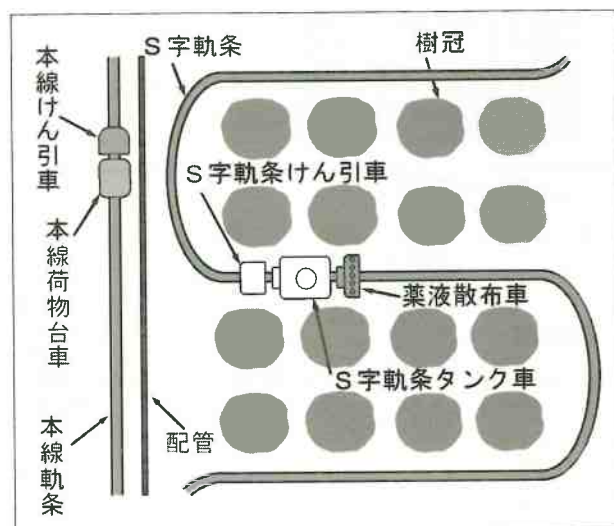 S字軌条
樹冠
本線けん引車
本線荷物台車
S字軌条けん引車
薬液散布車
S字軌条タンク車
配管
本線軌条